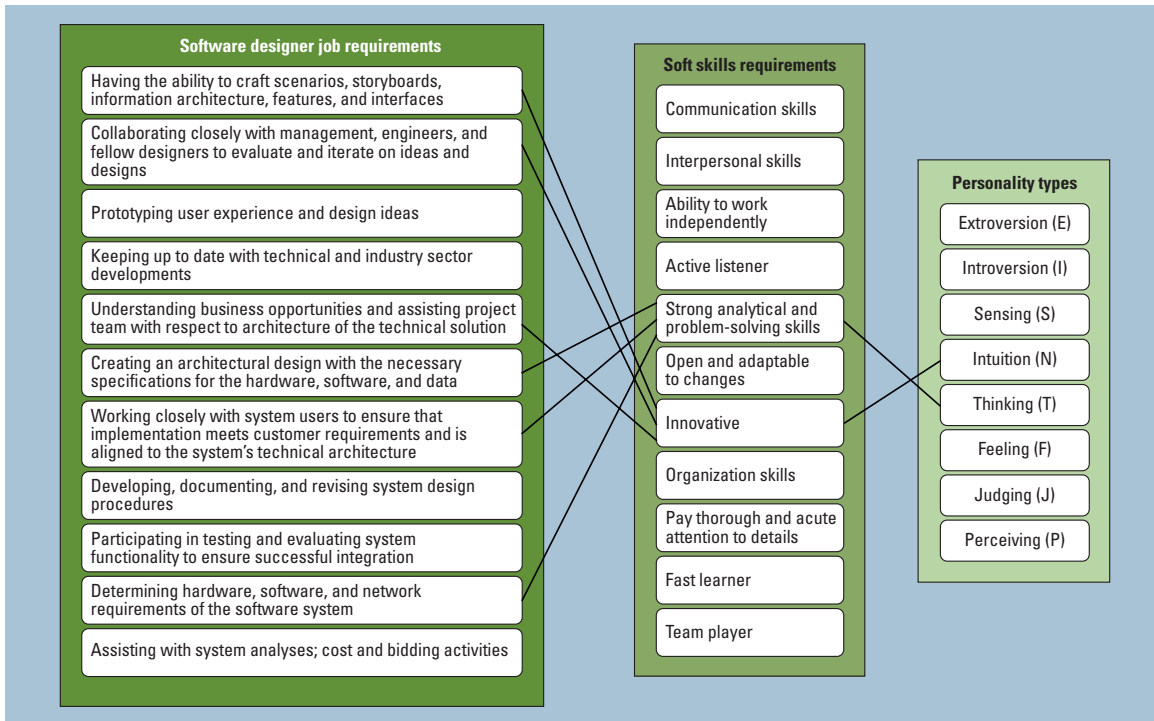 Software designer job requirements
Having the ability to craft scenarios, storyboards,
information architecture, features, and interfaces
Collaborating closely with management, engineers, and
fellow designers to evaluate and iterate on ideas and
designs
Prototyping user experience and design ideas
Keeping up to date with technical and industry sector
developments
Understanding business opportunities and assisting project
team with respect to architecture of the technical solution
Creating an architectural design with the necessary
specifications for the hardware, software, and data
Working closely with system users to ensure that
implementation meets customer requirements and is
aligned to the system’s technical architecture
Developing, documenting, and revising system design
procedures
Participating in testing and evaluating system
functionality to ensure successful integration
Determining hardware, software, and network
requirements of the software system
Assisting with system analyses; cost and bidding activities
Soft skills requirements
Communication skills
Interpersonal skills
Ability to work
independently
Active listener
Strong analytical and
problem-solving skills
Open and adaptable
to changes
Innovative
Organization skills
Pay thorough and acute
attention to details
Fast learner
Team player
Personality types
Extroversion (E)
Introversion (I)
Sensing (S)
Intuition (N)
Thinking (T)
Feeling (F)
Judging (J)
Perceiving (P)